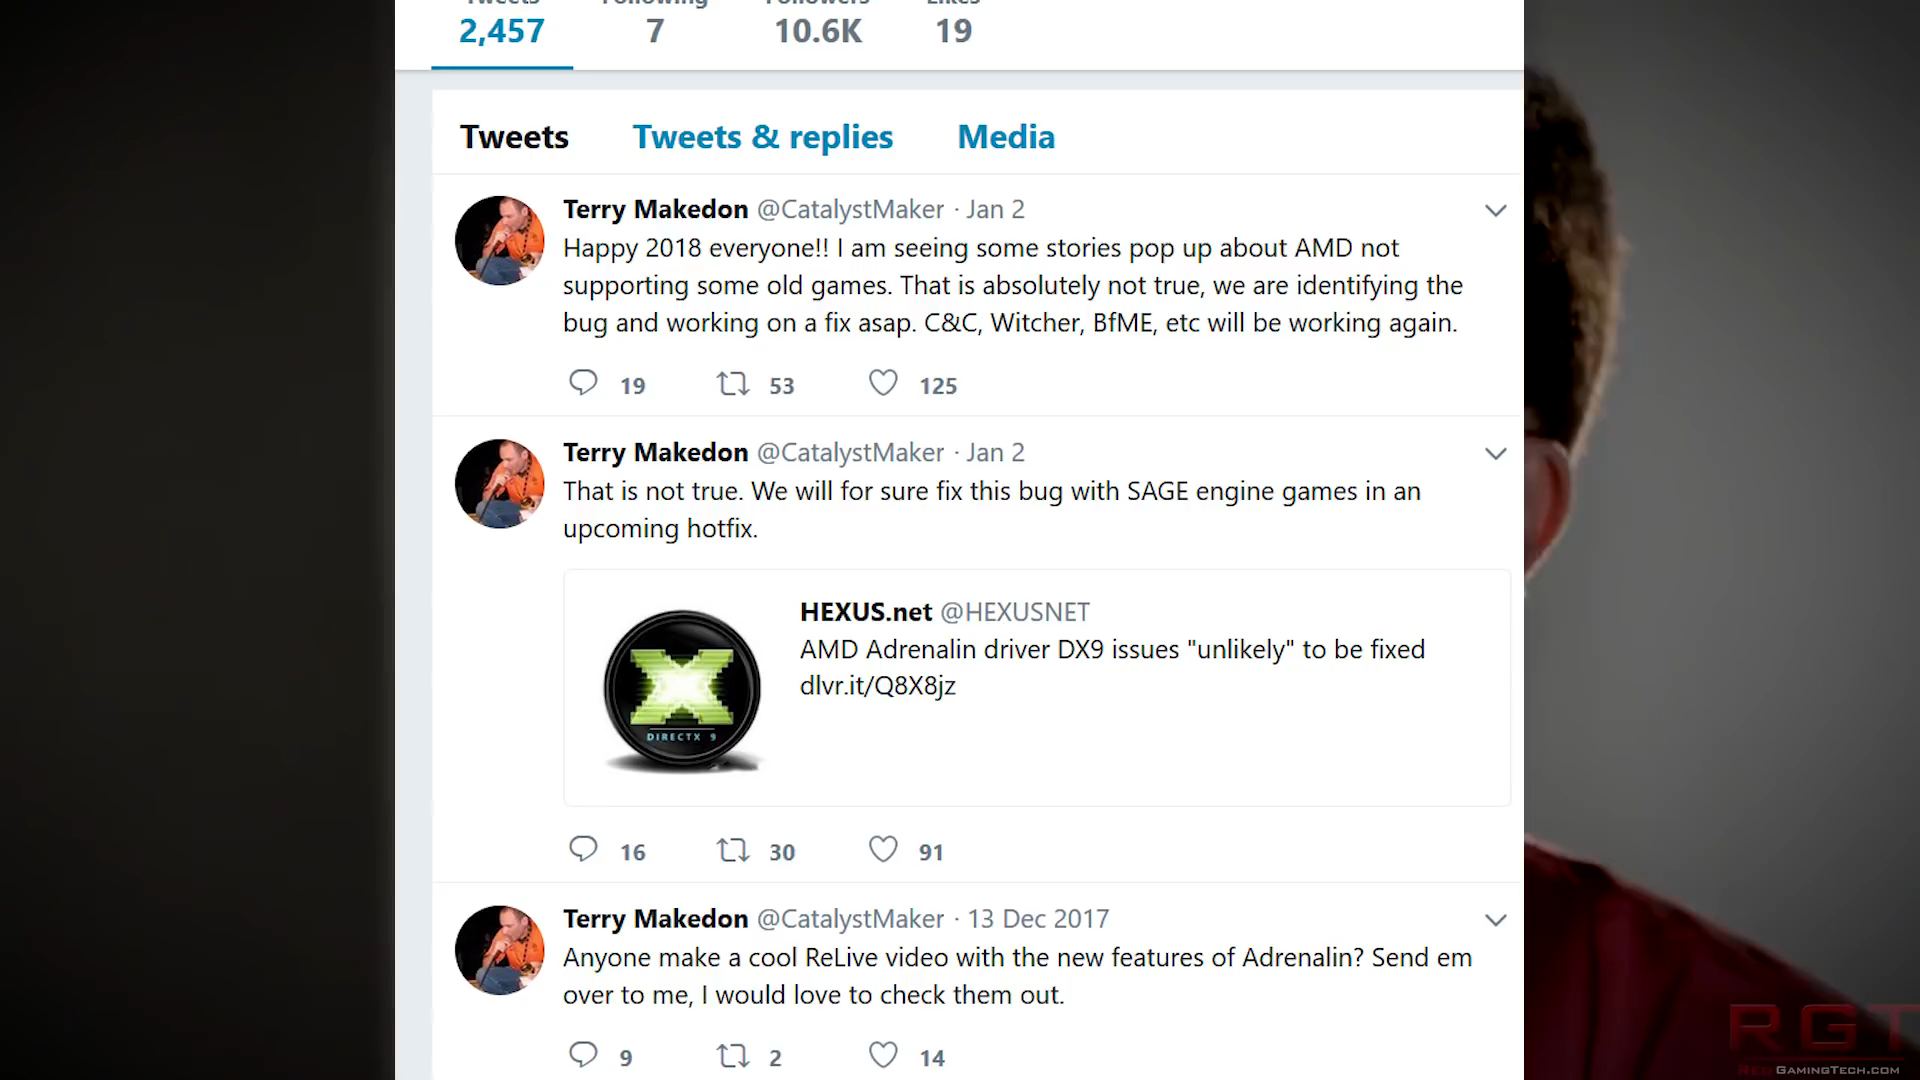 Tweets Following Followers Likes
2,457 7 10.6K 19
Tweets Tweets & replies Media
Terry Makedon @CatalystMaker · Jan 2
Happy 2018 everyone!! I am seeing some stories pop up about AMD not
supporting some old games. That is absolutely not true, we are identifying the
bug and working on a fix asap. C&C, Witcher, BfME, etc will be working again.
19 53 125
Terry Makedon @CatalystMaker · Jan 2
That is not true. We will for sure fix this bug with SAGE engine games in an
upcoming hotfix.
HEXUS.net @HEXUSNET
AMD Adrenalin driver DX9 issues "unlikely" to be fixed
dlvr.it/Q8X8jz
DIRECTX 9
16 30 91
Terry Makedon @CatalystMaker · 13 Dec 2017
Anyone make a cool ReLive video with the new features of Adrenalin? Send em
over to me, I would love to check them out.
9 2 14
RGT
REDGAMINGTECH.COM